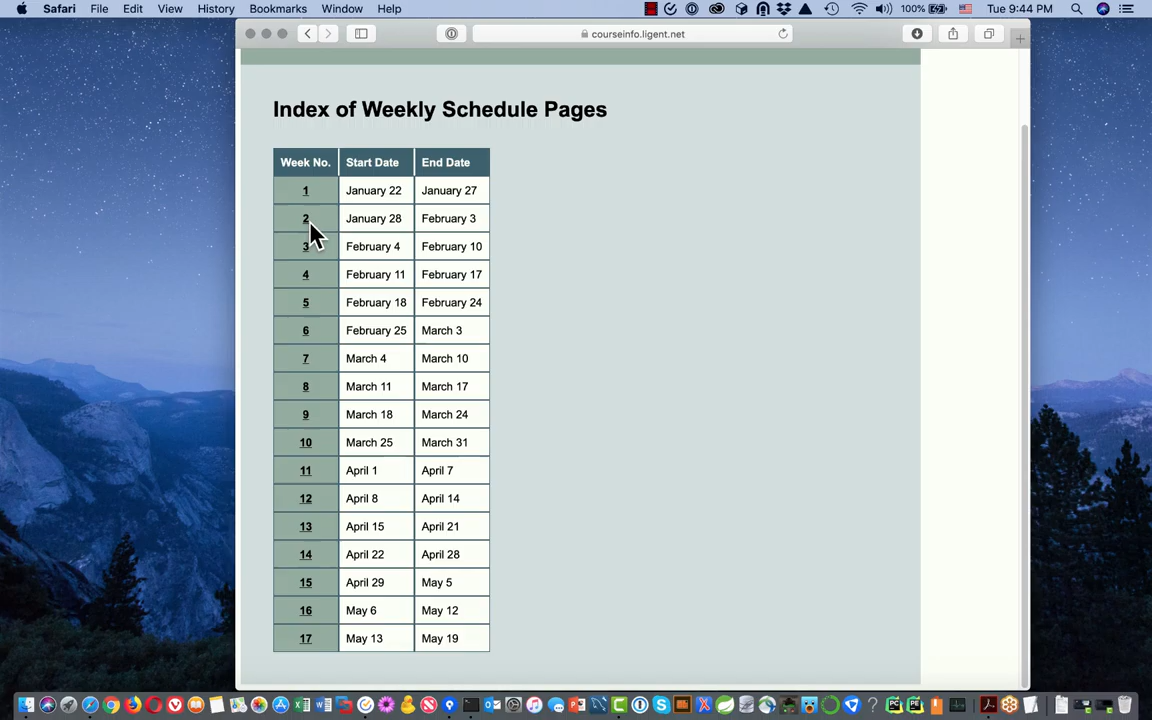 Safari File Edit View History Bookmarks Window Help 100% Tue 9:44 PM
courseinfo.ligent.net
Index of Weekly Schedule Pages
Week No. Start Date End Date
1 January 22 January 27
2 January 28 February 3
3 February 4 February 10
4 February 11 February 17
5 February 18 February 24
6 February 25 March 3
7 March 4 March 10
8 March 11 March 17
9 March 18 March 24
10 March 25 March 31
11 April 1 April 7
12 April 8 April 14
13 April 15 April 21
14 April 22 April 28
15 April 29 May 5
16 May 6 May 12
17 May 13 May 19